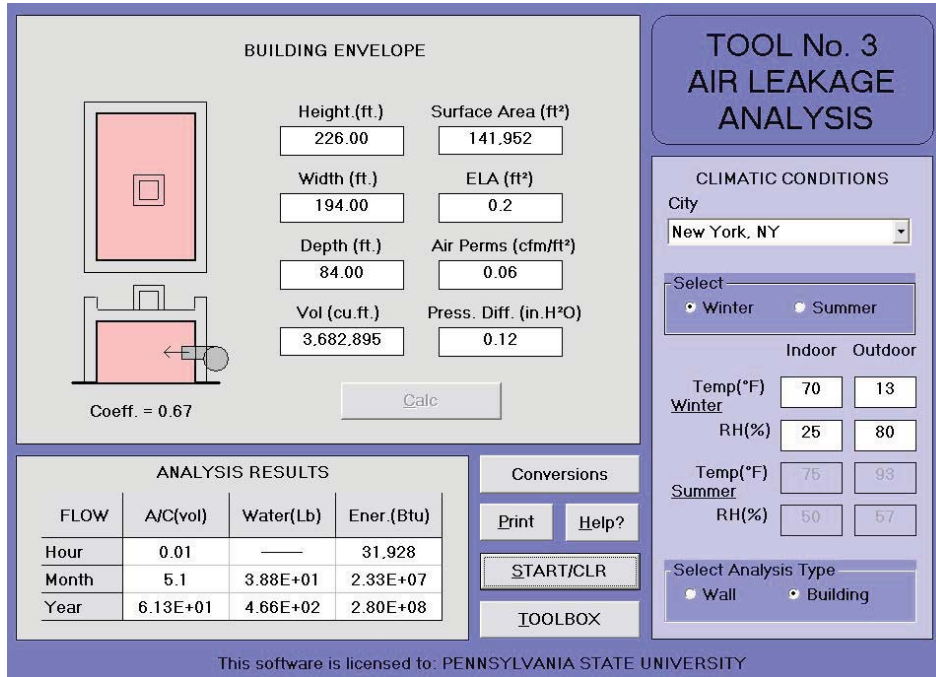 BUILDING ENVELOPE
Height.(ft.) Surface Area (ft²)
226.00 141,952
Width (ft.) ELA (ft²)
194.00 0.2
Depth (ft.) Air Perms (cfm/ft²)
84.00 0.06
Vol (cu.ft.) Press. Diff. (in.H²O)
3,682,895 0.12
Calc
Coeff. = 0.67
TOOL No. 3
AIR LEAKAGE
ANALYSIS
CLIMATIC CONDITIONS
City
New York, NY
Select
Winter Summer
Indoor Outdoor
Temp(°F) 70 13
Winter
RH(%) 25 80
Temp(°F) 75 93
Summer
RH(%) 50 57
Select Analysis Type
Wall Building
ANALYSIS RESULTS
FLOW A/C(vol) Water(Lb) Ener.(Btu)
Hour 0.01 —— 31,928
Month 5.1 3.88E+01 2.33E+07
Year 6.13E+01 4.66E+02 2.80E+08
Conversions
Print Help?
START/CLR
TOOLBOX
This software is licensed to: PENNSYLVANIA STATE UNIVERSITY